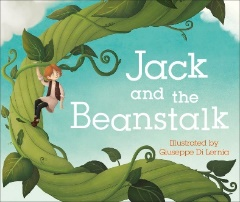 Jack
and the
Beanstalk
Illustrated by
Giuseppe Di Lernia